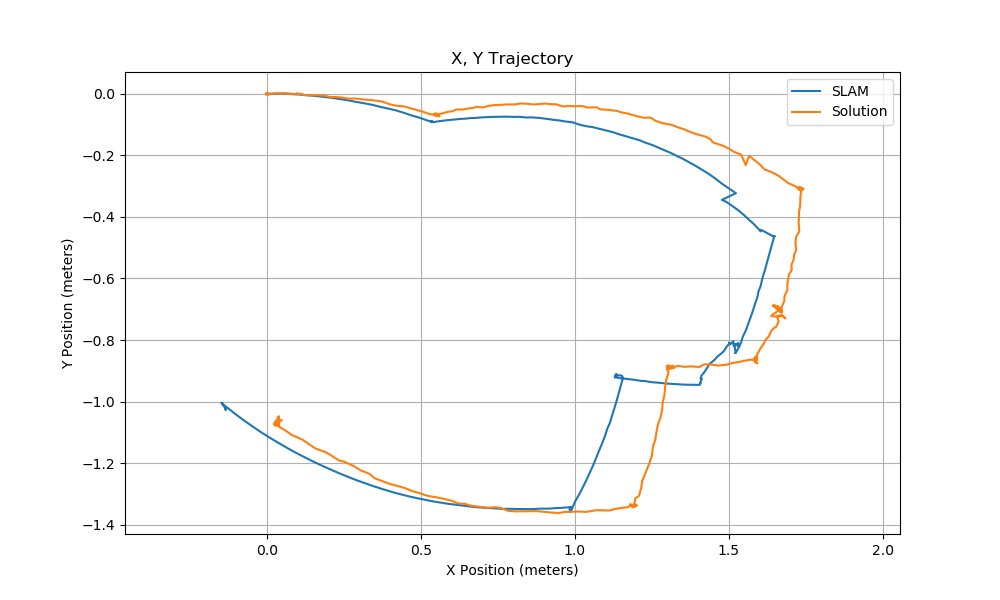 X, Y Trajectory
SLAM
Solution
0.0
−0.2
−0.4
−0.6
−0.8
−1.0
−1.2
−1.4
Y Position (meters)
0.0 0.5 1.0 1.5 2.0
X Position (meters)